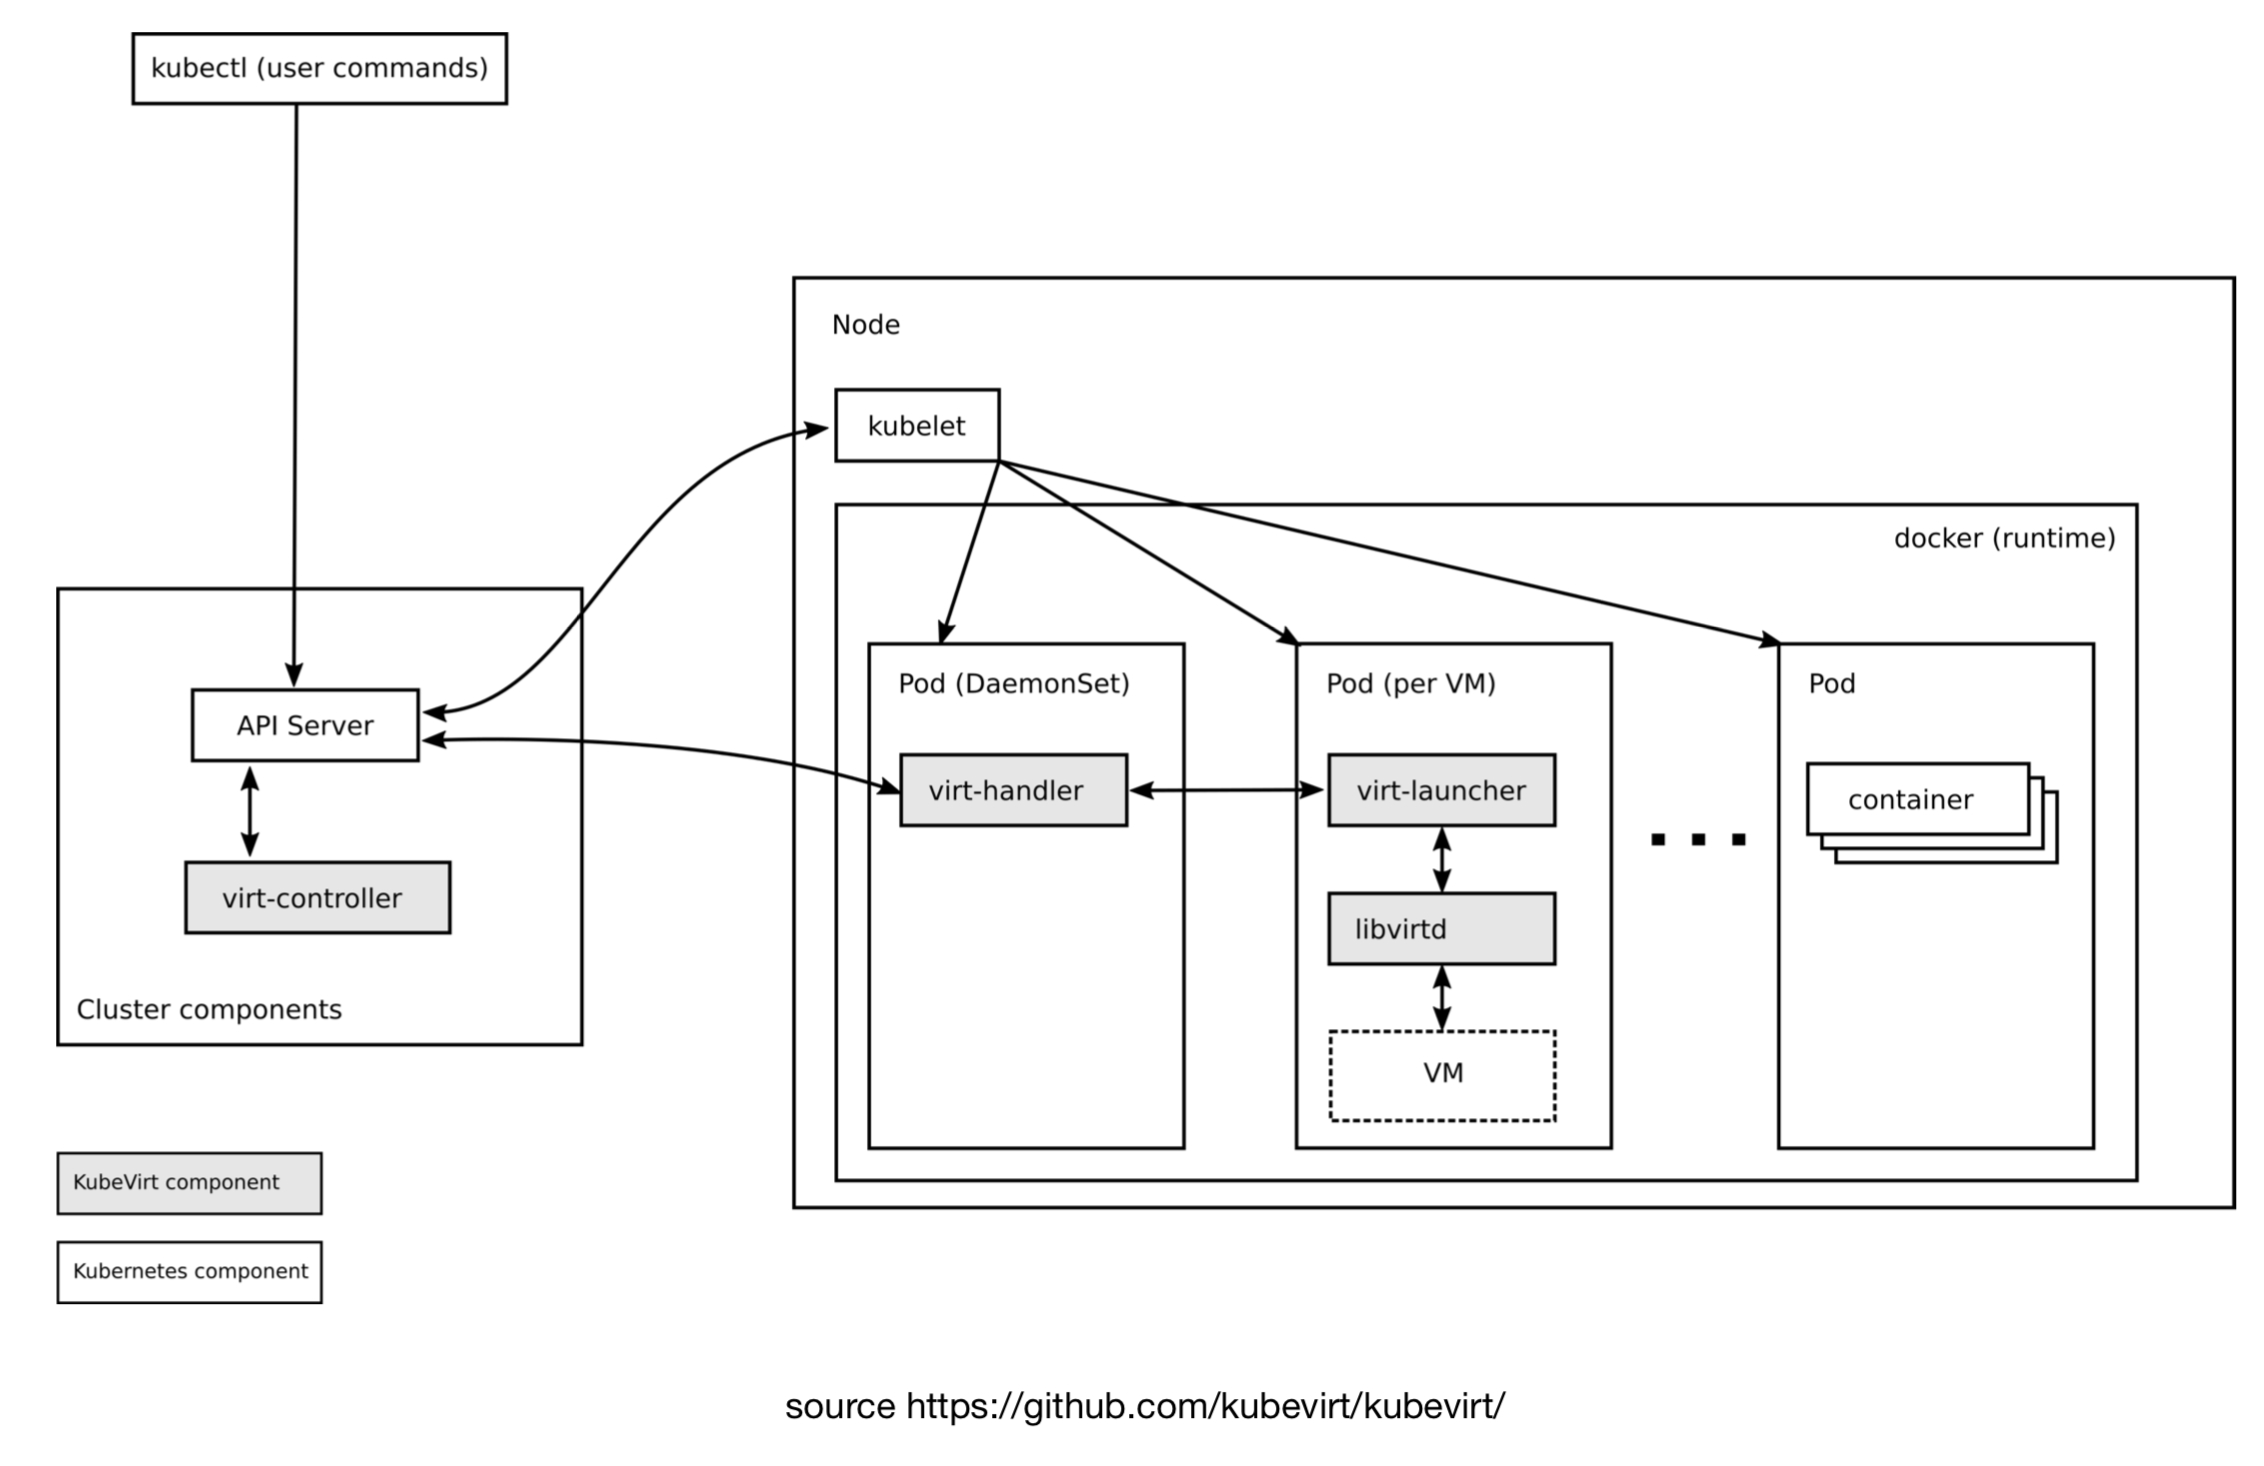 kubectl (user commands)
Node
kubelet
docker (runtime)
API Server
virt-controller
Cluster components
Pod (DaemonSet)
virt-handler
Pod (per VM)
virt-launcher
libvirtd
VM
Pod
container
KubeVirt component
Kubernetes component
source https://github.com/kubevirt/kubevirt/